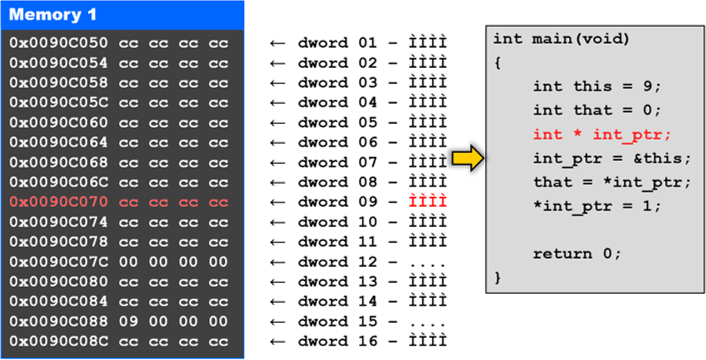 Memory 1
0x0090C050 cc cc cc cc ← dword 01 – ÌÌÌÌ
0x0090C054 cc cc cc cc ← dword 02 – ÌÌÌÌ
0x0090C058 cc cc cc cc ← dword 03 – ÌÌÌÌ
0x0090C05C cc cc cc cc ← dword 04 – ÌÌÌÌ
0x0090C060 cc cc cc cc ← dword 05 – ÌÌÌÌ
0x0090C064 cc cc cc cc ← dword 06 – ÌÌÌÌ
0x0090C068 cc cc cc cc ← dword 07 – ÌÌÌÌ
0x0090C06C cc cc cc cc ← dword 08 – ÌÌÌÌ
0x0090C070 cc cc cc cc ← dword 09 – ÌÌÌÌ
0x0090C074 cc cc cc cc ← dword 10 – ÌÌÌÌ
0x0090C078 cc cc cc cc ← dword 11 – ÌÌÌÌ
0x0090C07C 00 00 00 00 ← dword 12 – ....
0x0090C080 cc cc cc cc ← dword 13 – ÌÌÌÌ
0x0090C084 cc cc cc cc ← dword 14 – ÌÌÌÌ
0x0090C088 09 00 00 00 ← dword 15 – ....
0x0090C08C cc cc cc cc ← dword 16 – ÌÌÌÌ
int main(void)
{
int this = 9;
int that = 0;
int * int_ptr;
int_ptr = &this;
that = *int_ptr;
*int_ptr = 1;
return 0;
}